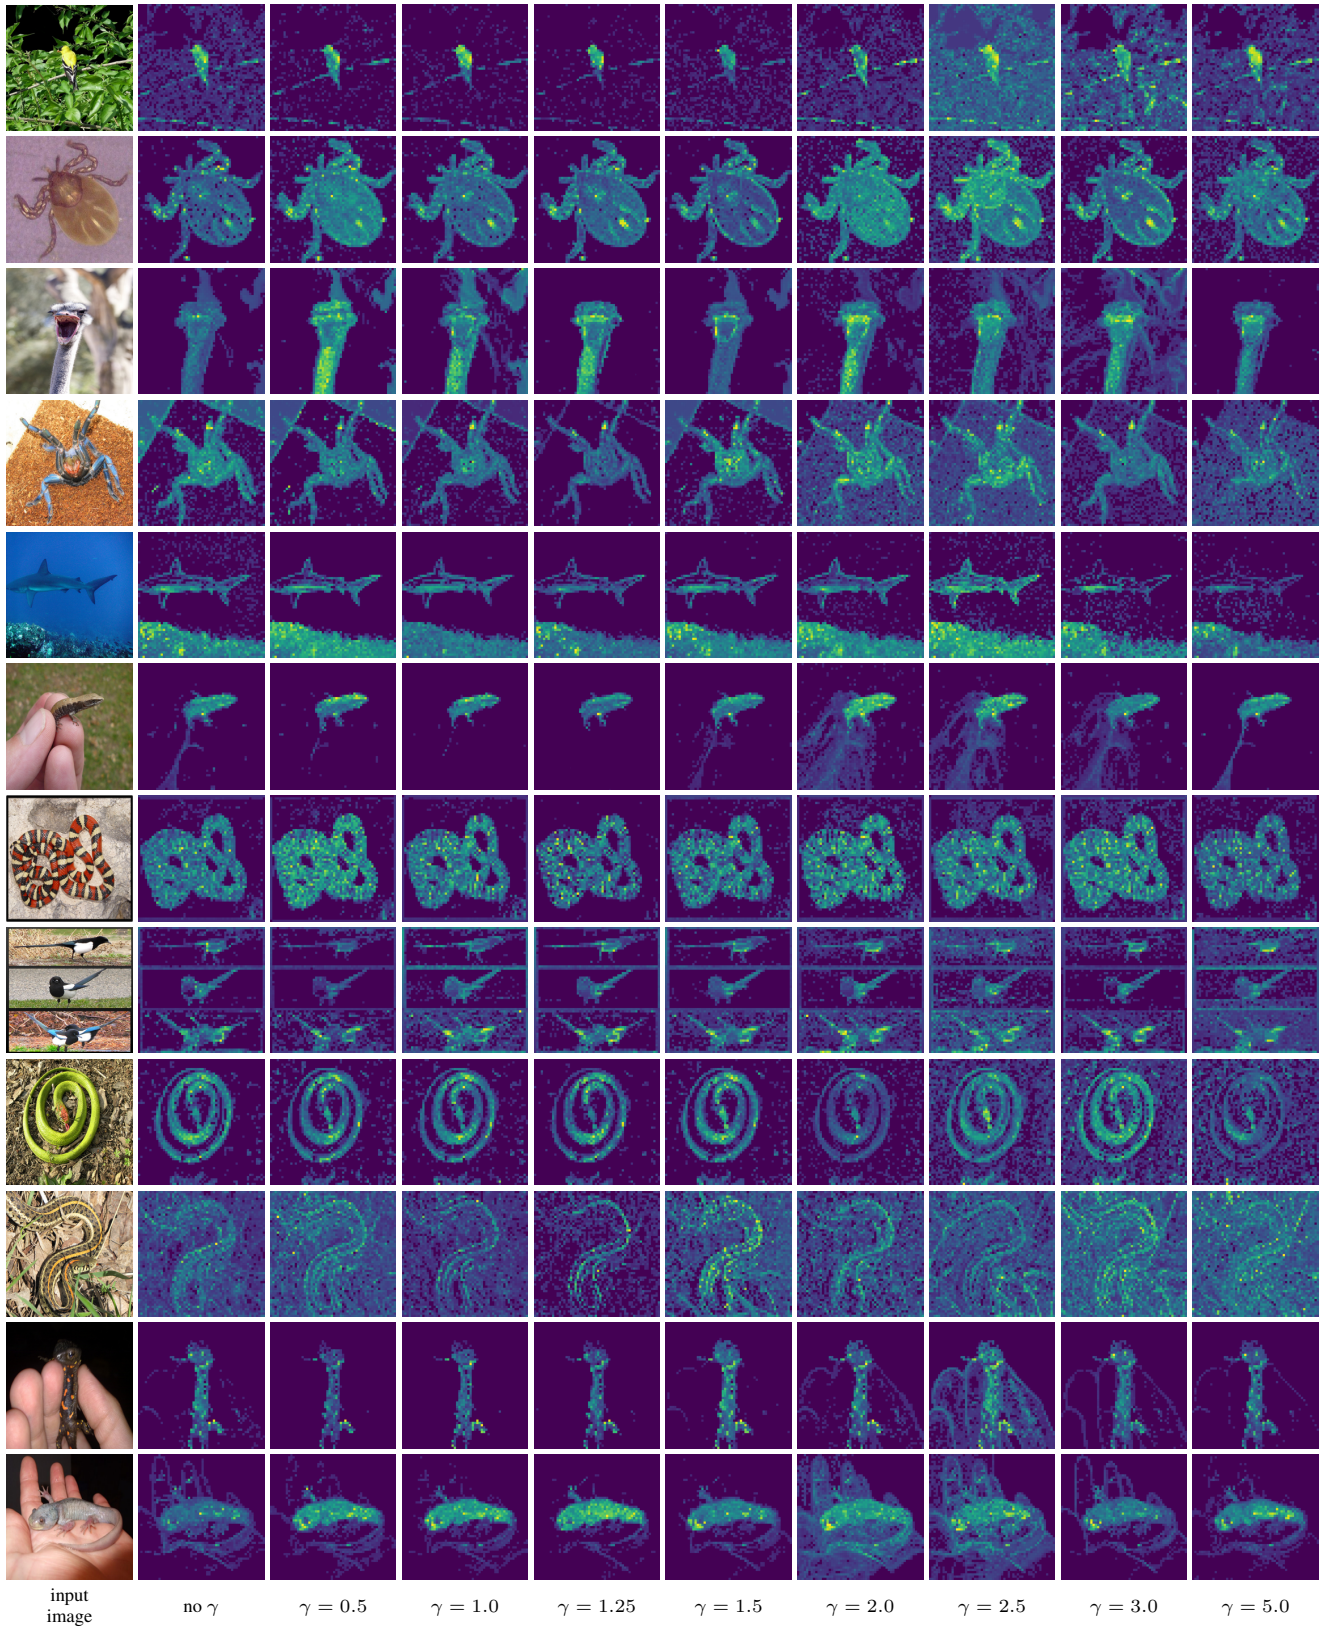 input
image
no γ
γ = 0.5
γ = 1.0
γ = 1.25
γ = 1.5
γ = 2.0
γ = 2.5
γ = 3.0
γ = 5.0